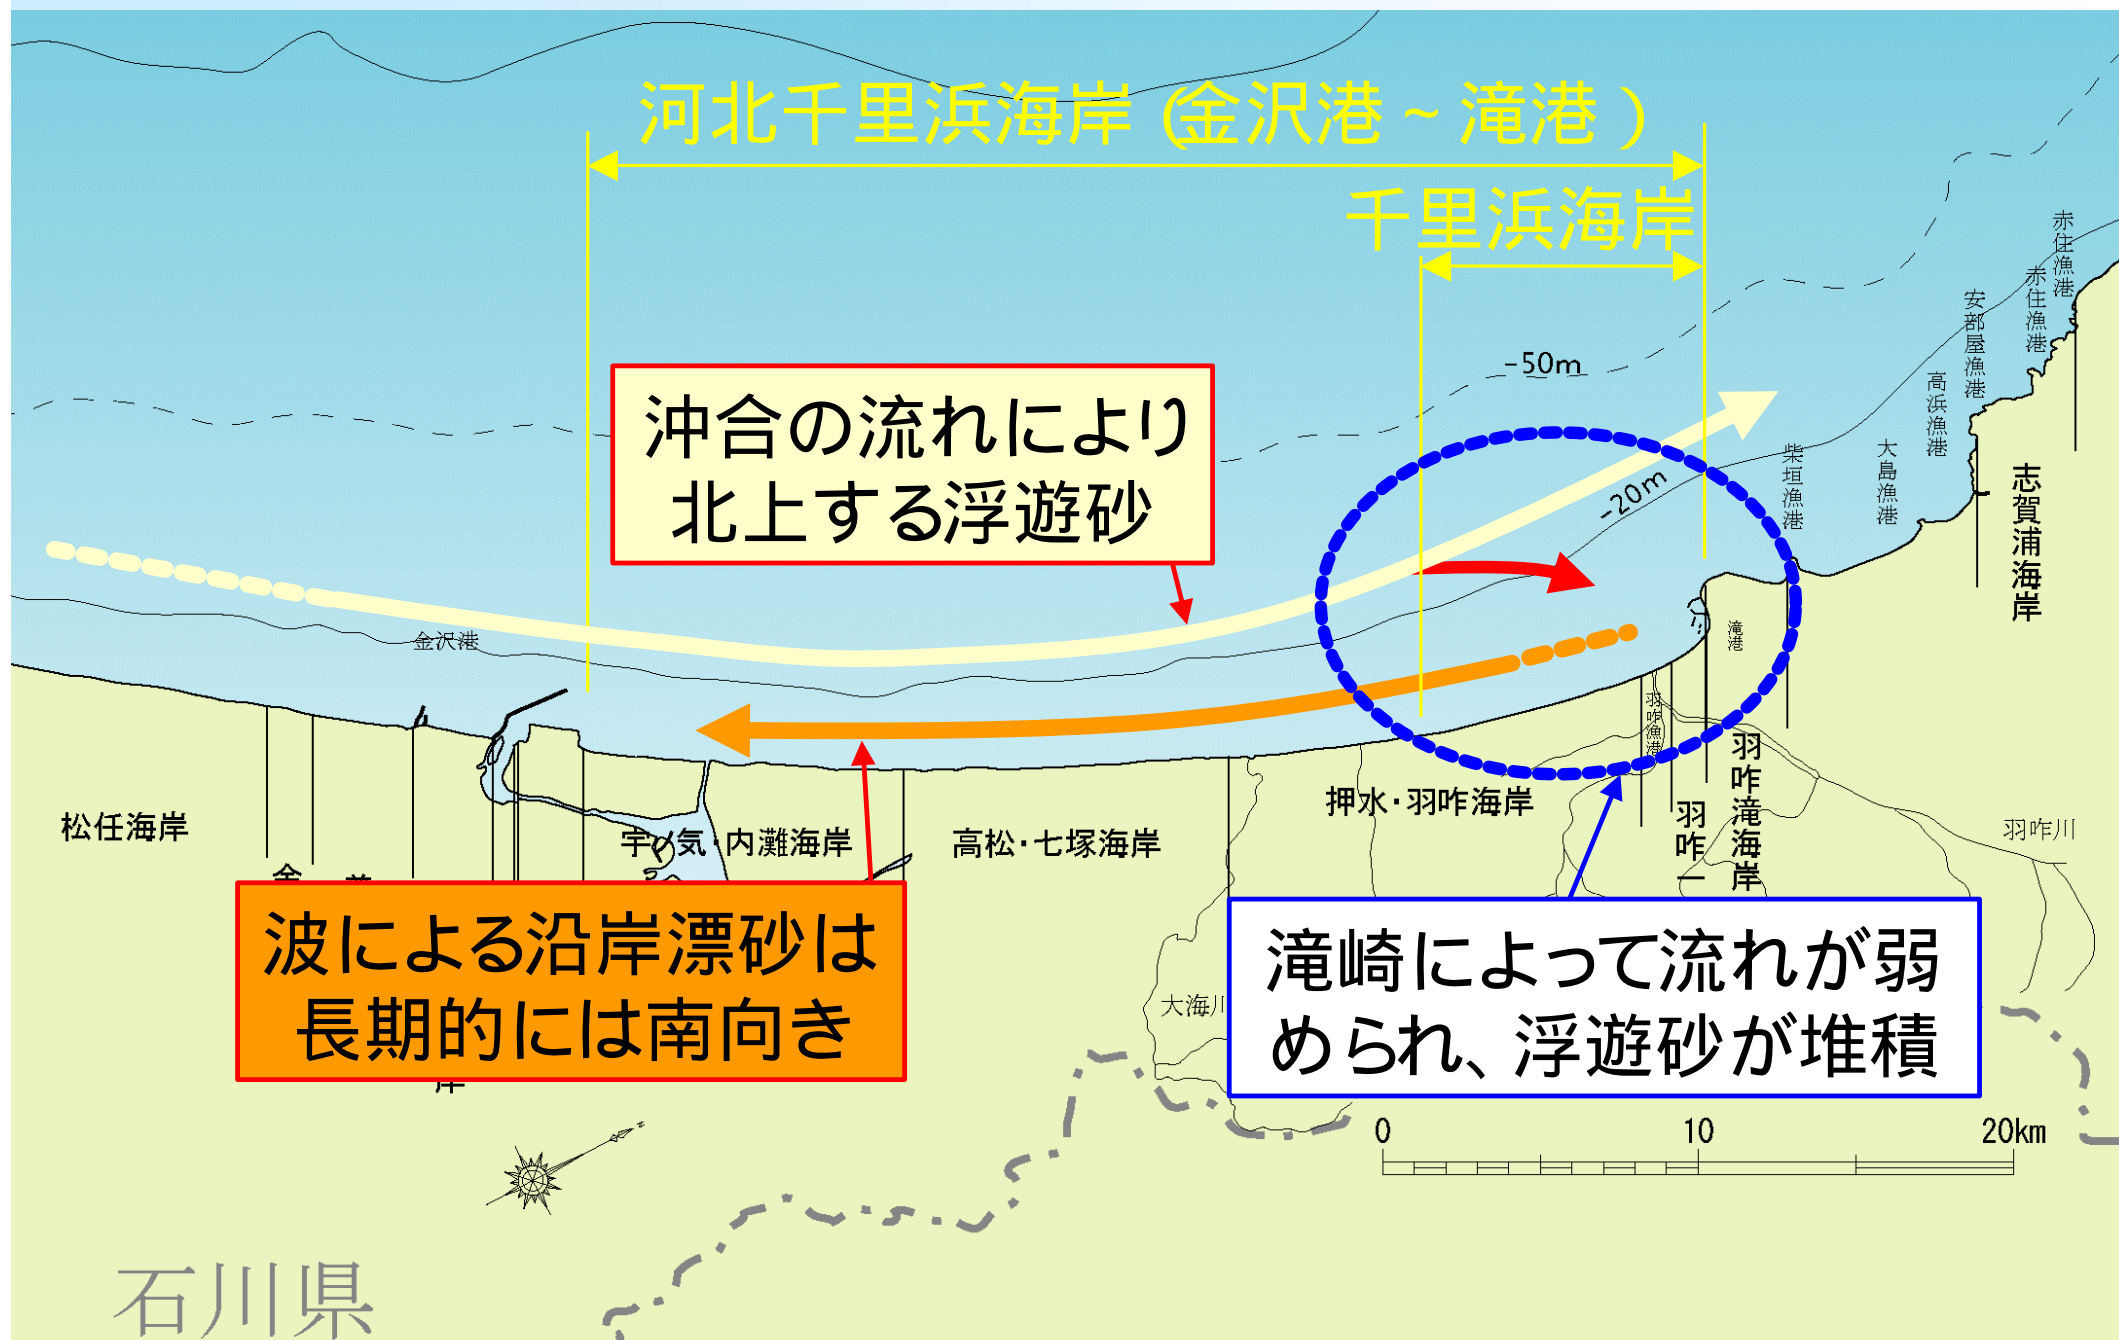 河北千里浜海岸（金沢港～滝港）
千里浜海岸
赤住漁港
赤住漁港
安部屋漁港
高浜漁港
大島漁港
柴垣漁港
-50m
-20m
志賀浦海岸
沖合の流れにより
北上する浮遊砂
金沢港
滝港
羽咋漁港
松任海岸
宇ノ気・内灘海岸
高松・七塚海岸
押水・羽咋海岸
羽咋一
羽咋滝海岸
羽咋川
金
岸
波による沿岸漂砂は
長期的には南向き
滝崎によって流れが弱
められ、浮遊砂が堆積
大海川
0 10 20km
石川県